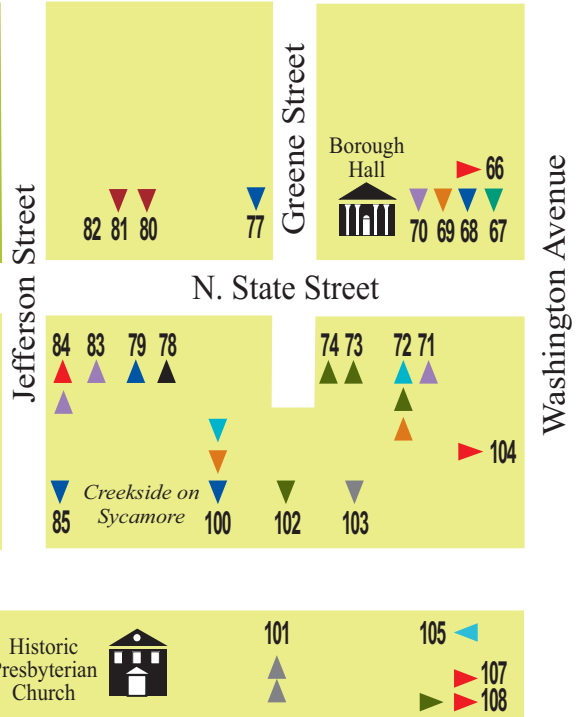 Greene Street
Borough
Hall
66
82 81 80
77
70 69 68 67
Jefferson Street
N. State Street
Washington Avenue
84 83 79 78
74 73
72 71
104
Creekside on
Sycamore
85
100
102
103
101
105
Historic
Presbyterian
Church
107
108